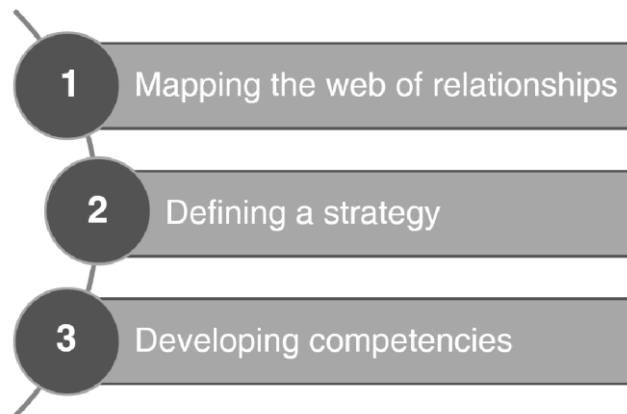 1 Mapping the web of relationships
2 Defining a strategy
3 Developing competencies